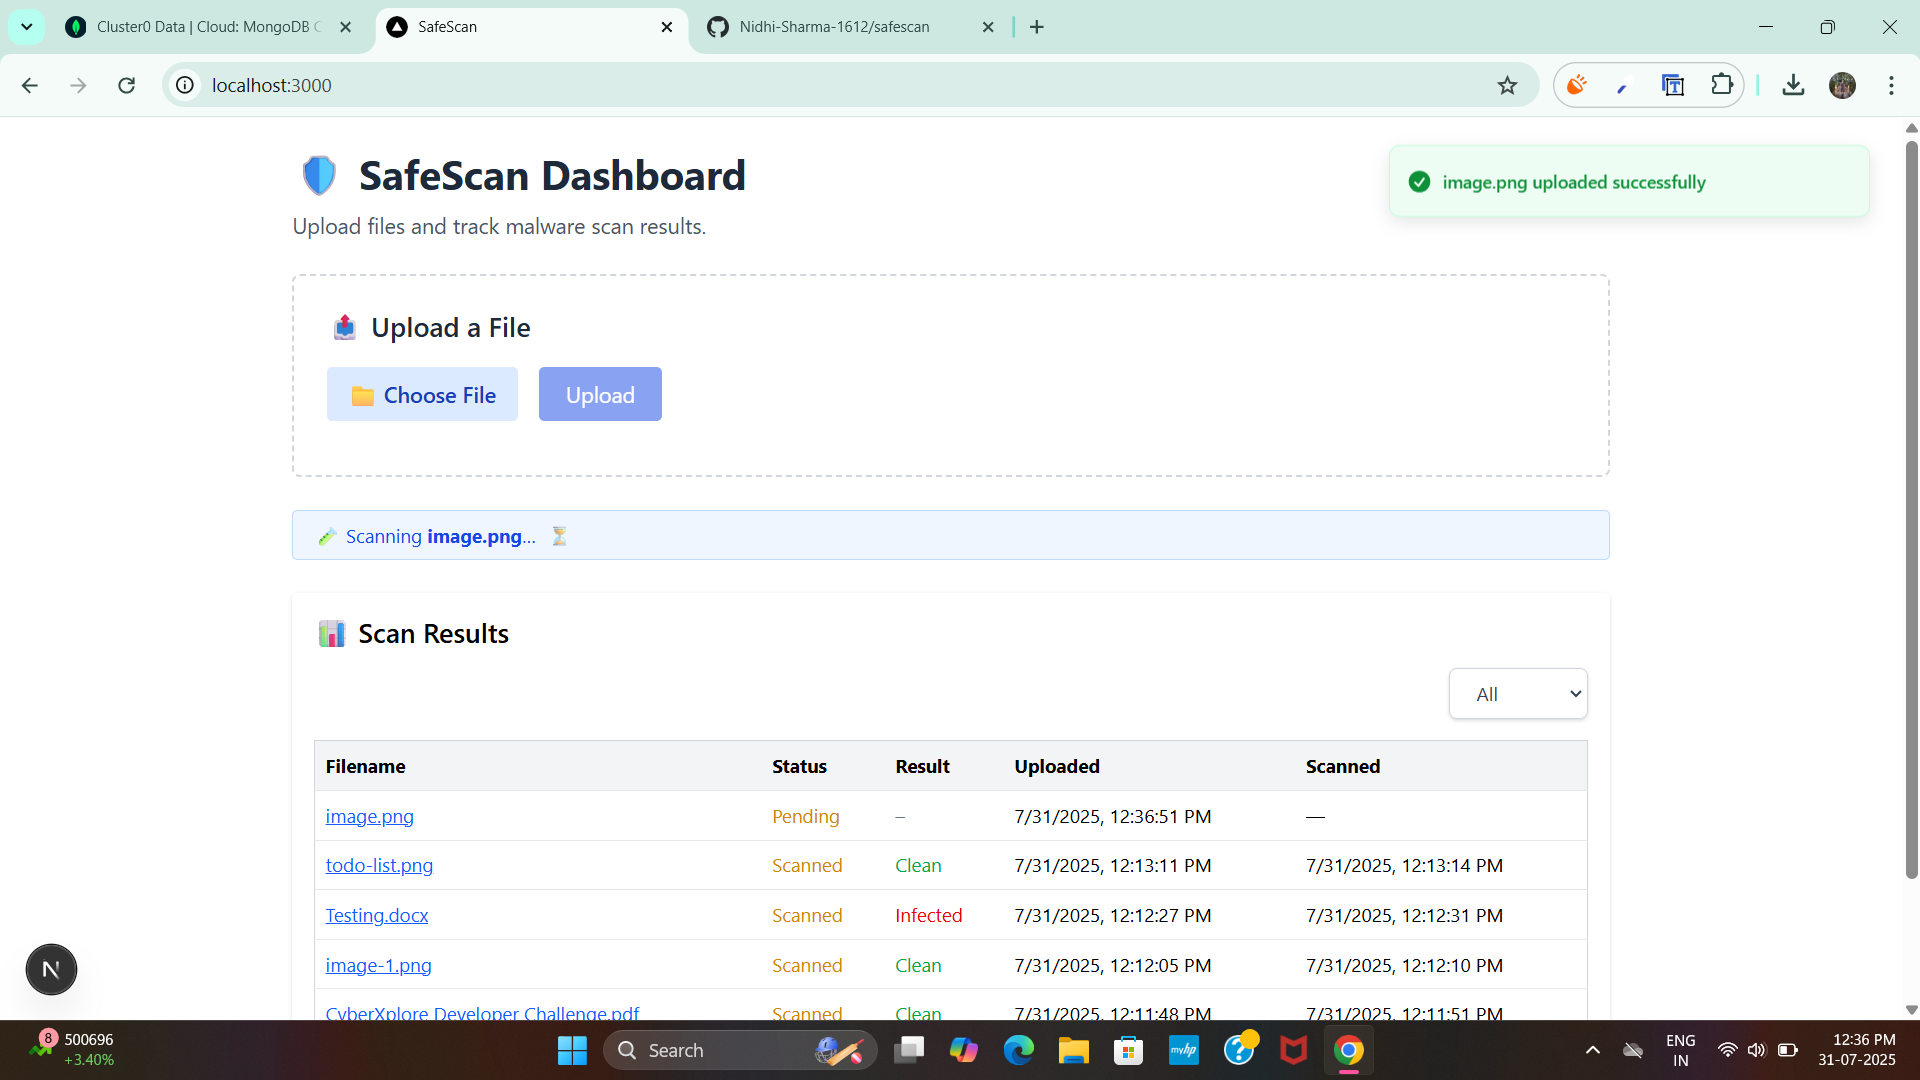 Cluster0 Data | Cloud: MongoDB C
SafeScan
Nidhi-Sharma-1612/safescan
localhost:3000
SafeScan Dashboard
image.png uploaded successfully
Upload files and track malware scan results.
Upload a File
Choose File
Upload
Scanning image.png...
Scan Results
All
Filename Status Result Uploaded Scanned
image.png Pending – 7/31/2025, 12:36:51 PM —
todo-list.png Scanned Clean 7/31/2025, 12:13:11 PM 7/31/2025, 12:13:14 PM
Testing.docx Scanned Infected 7/31/2025, 12:12:27 PM 7/31/2025, 12:12:31 PM
image-1.png Scanned Clean 7/31/2025, 12:12:05 PM 7/31/2025, 12:12:10 PM
CyberXplore Developer Challenge.pdf Scanned Clean 7/31/2025, 12:11:48 PM 7/31/2025, 12:11:51 PM
N
8
500696
+3.40%
Search
myhp
ENG
IN
12:36 PM
31-07-2025